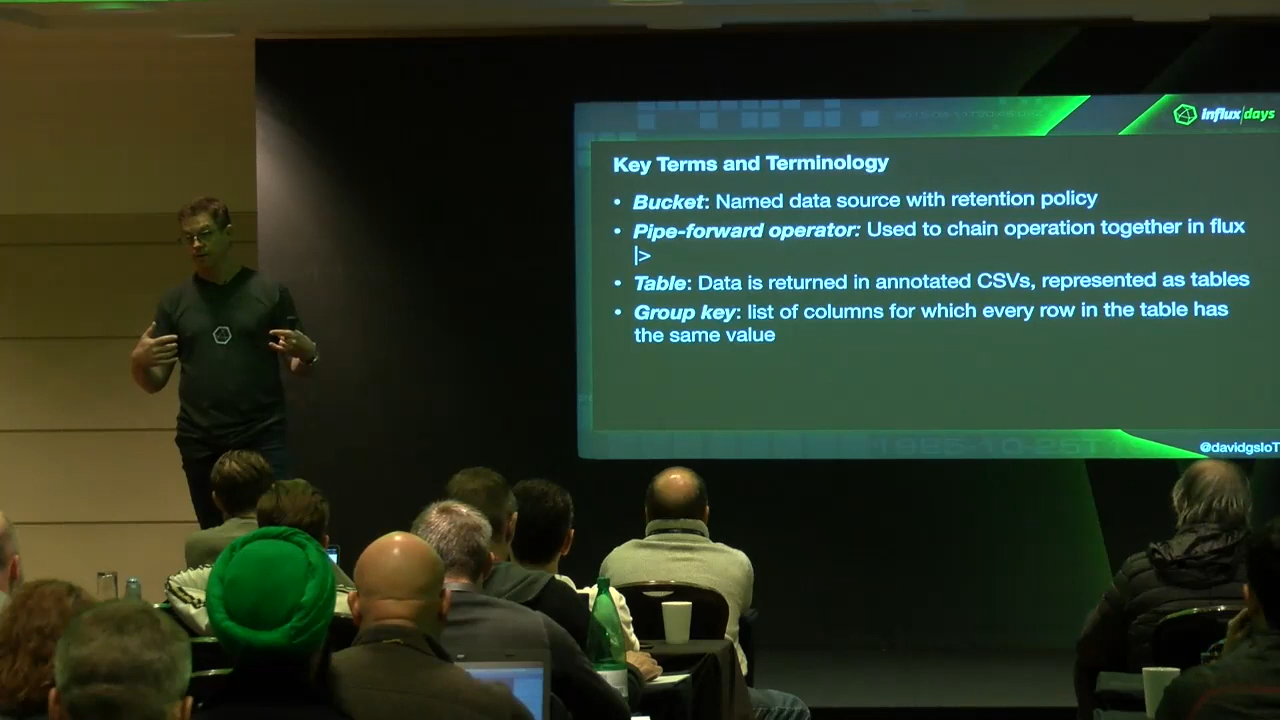 influx|days
Key Terms and Terminology
• Bucket: Named data source with retention policy
• Pipe-forward operator: Used to chain operation together in flux
|>
• Table: Data is returned in annotated CSVs, represented as tables
• Group key: list of columns for which every row in the table has
the same value
@davidgsIoT